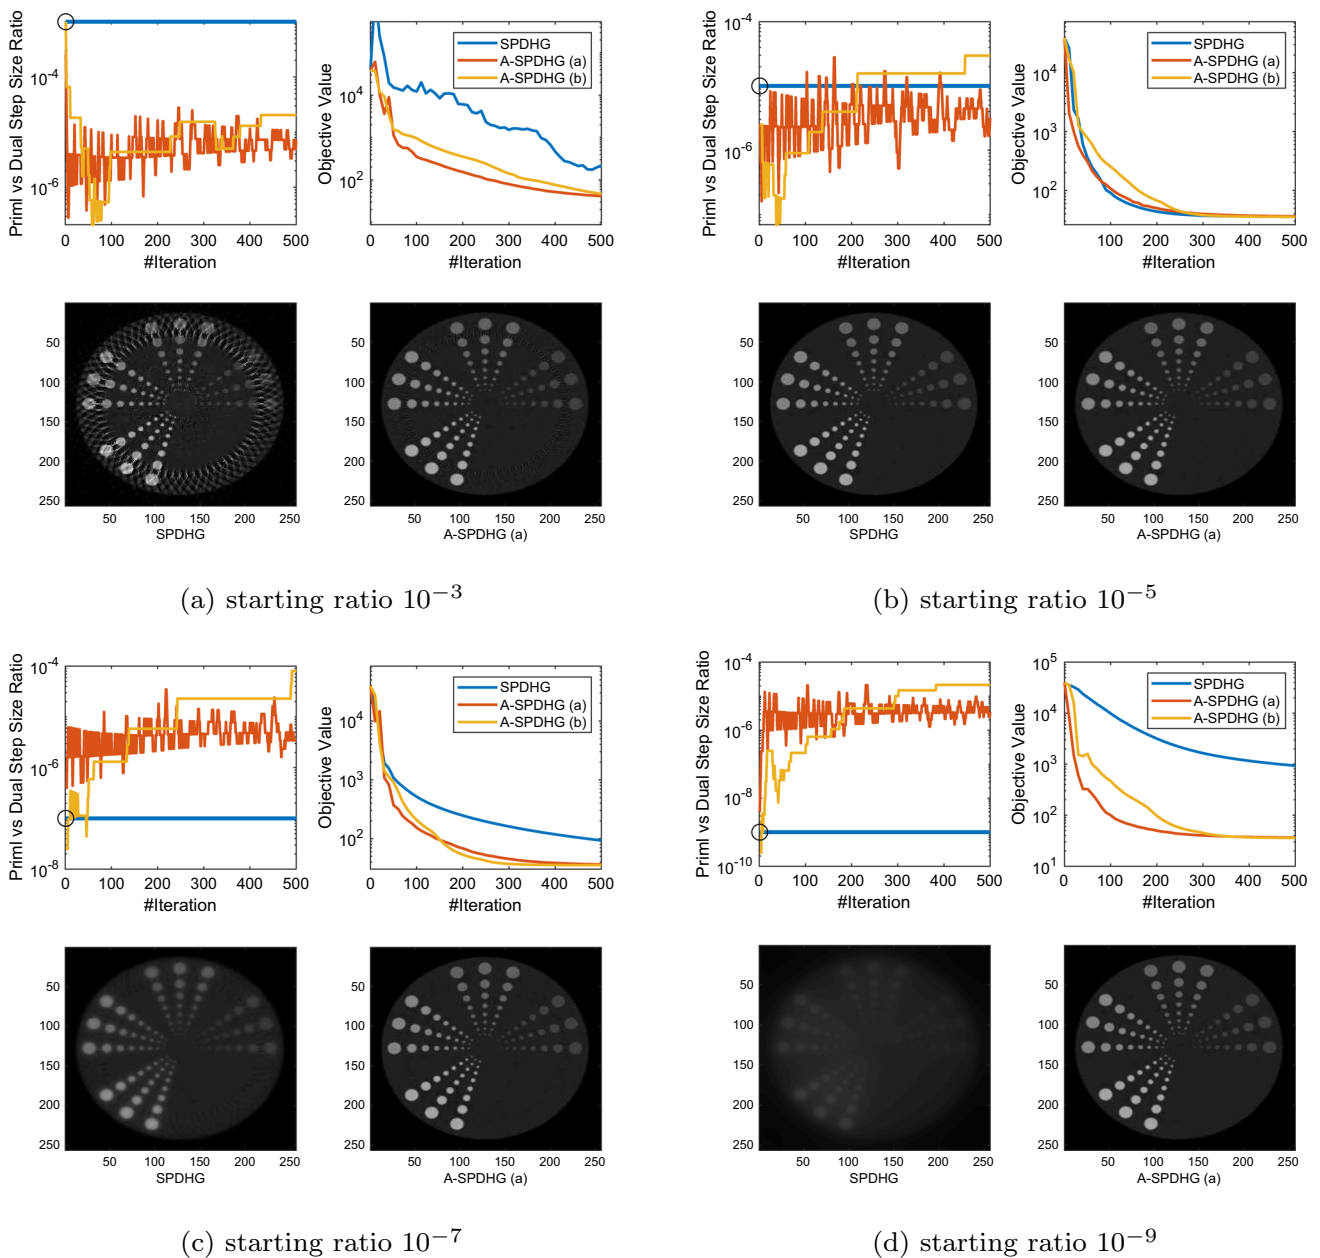 Priml vs Dual Step Size Ratio
10^-4
10^-6
0 100 200 300 400 500
#Iteration
Objective Value
10^4
10^2
0 100 200 300 400 500
#Iteration
SPDHG
A-SPDHG (a)
A-SPDHG (b)
Priml vs Dual Step Size Ratio
10^-4
10^-6
0 100 200 300 400 500
#Iteration
Objective Value
10^4
10^3
10^2
100 200 300 400 500
#Iteration
SPDHG
A-SPDHG (a)
A-SPDHG (b)
50
100
150
200
250
50 100 150 200 250
SPDHG
50
100
150
200
250
50 100 150 200 250
A-SPDHG (a)
50
100
150
200
250
50 100 150 200 250
SPDHG
50
100
150
200
250
50 100 150 200 250
A-SPDHG (a)
(a) starting ratio 10^−3
(b) starting ratio 10^−5
Priml vs Dual Step Size Ratio
10^-4
10^-6
10^-8
0 100 200 300 400 500
#Iteration
Objective Value
10^4
10^3
10^2
0 100 200 300 400 500
#Iteration
SPDHG
A-SPDHG (a)
A-SPDHG (b)
Priml vs Dual Step Size Ratio
10^-4
10^-6
10^-8
10^-10
0 100 200 300 400 500
#Iteration
Objective Value
10^5
10^4
10^3
10^2
10^1
0 100 200 300 400 500
#Iteration
SPDHG
A-SPDHG (a)
A-SPDHG (b)
50
100
150
200
250
50 100 150 200 250
SPDHG
50
100
150
200
250
50 100 150 200 250
A-SPDHG (a)
50
100
150
200
250
50 100 150 200 250
SPDHG
50
100
150
200
250
50 100 150 200 250
A-SPDHG (a)
(c) starting ratio 10^−7
(d) starting ratio 10^−9